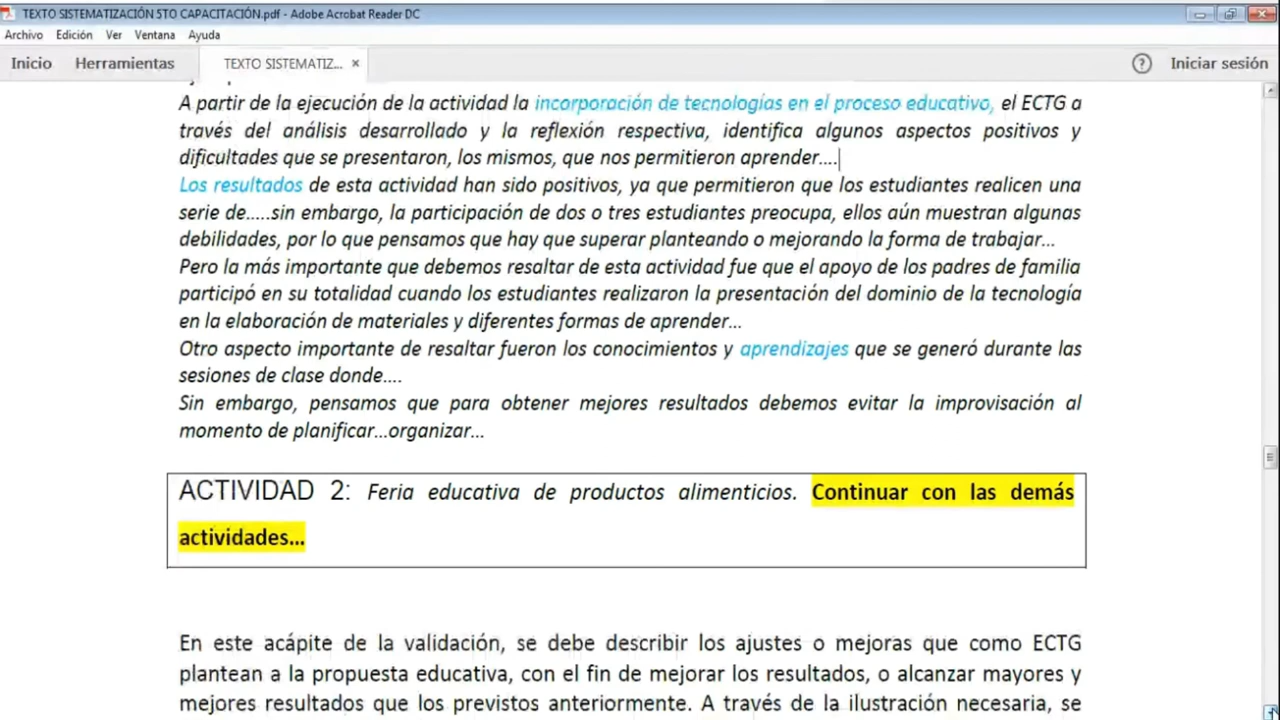 TEXTO SISTEMATIZACIÓN 5TO CAPACITACIÓN.pdf - Adobe Acrobat Reader DC
Archivo Edición Ver Ventana Ayuda
Inicio Herramientas TEXTO SISTEMATIZ... × ? Iniciar sesión
A partir de la ejecución de la actividad la incorporación de tecnologías en el proceso educativo, el ECTG a
través del análisis desarrollado y la reflexión respectiva, identifica algunos aspectos positivos y
dificultades que se presentaron, los mismos, que nos permitieron aprender....
Los resultados de esta actividad han sido positivos, ya que permitieron que los estudiantes realicen una
serie de.....sin embargo, la participación de dos o tres estudiantes preocupa, ellos aún muestran algunas
debilidades, por lo que pensamos que hay que superar planteando o mejorando la forma de trabajar...
Pero la más importante que debemos resaltar de esta actividad fue que el apoyo de los padres de familia
participó en su totalidad cuando los estudiantes realizaron la presentación del dominio de la tecnología
en la elaboración de materiales y diferentes formas de aprender...
Otro aspecto importante de resaltar fueron los conocimientos y aprendizajes que se generó durante las
sesiones de clase donde....
Sin embargo, pensamos que para obtener mejores resultados debemos evitar la improvisación al
momento de planificar...organizar...
ACTIVIDAD 2: Feria educativa de productos alimenticios. Continuar con las demás
actividades...
En este acápite de la validación, se debe describir los ajustes o mejoras que como ECTG
plantean a la propuesta educativa, con el fin de mejorar los resultados, o alcanzar mayores y
mejores resultados que los previstos anteriormente. A través de la ilustración necesaria, se